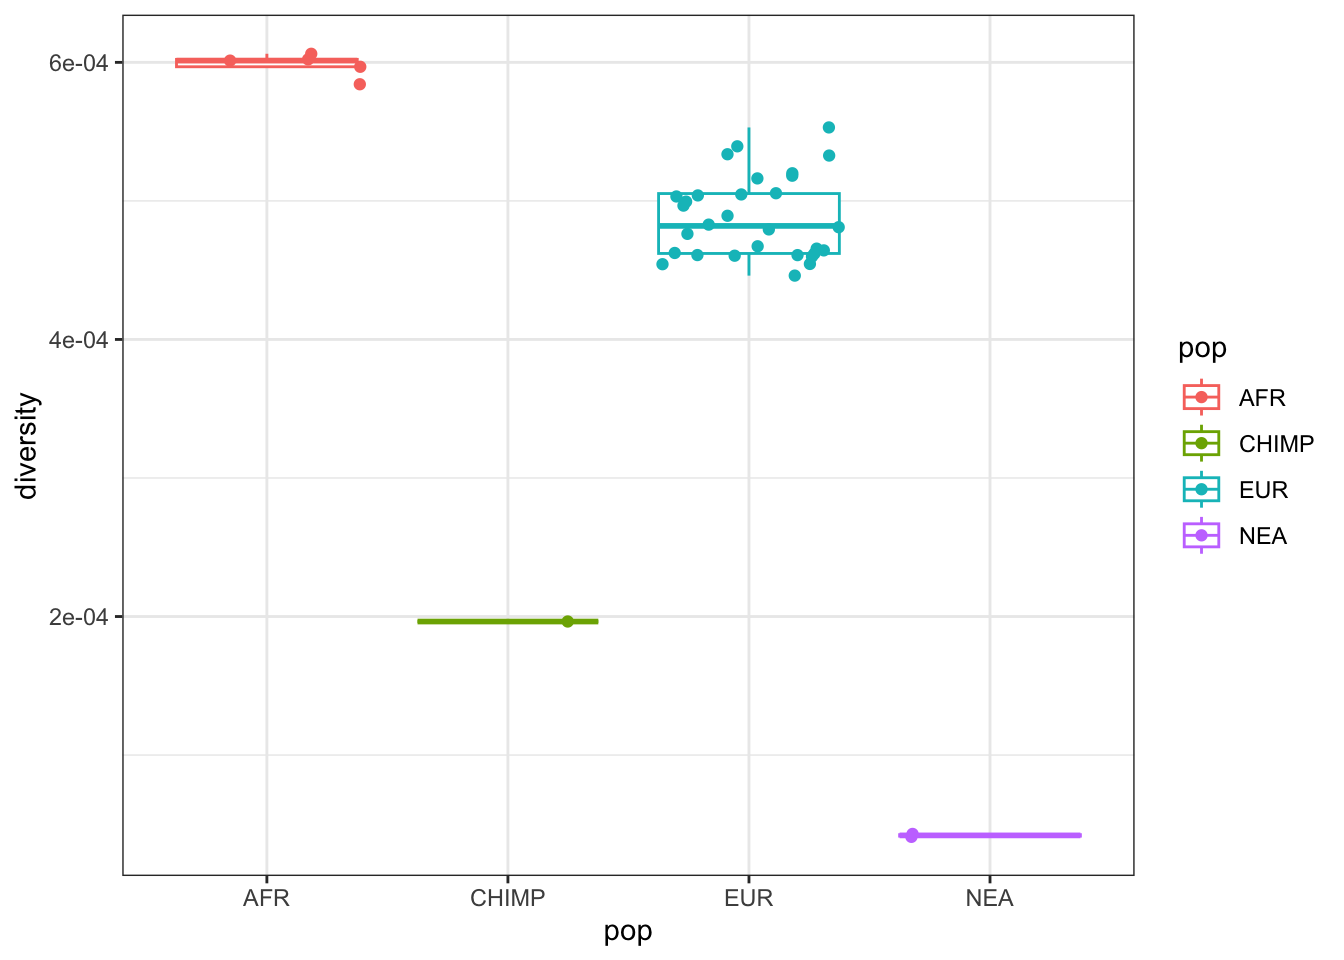 6e-04
4e-04
2e-04
diversity
AFR
CHIMP
EUR
NEA
pop
pop
AFR
CHIMP
EUR
NEA